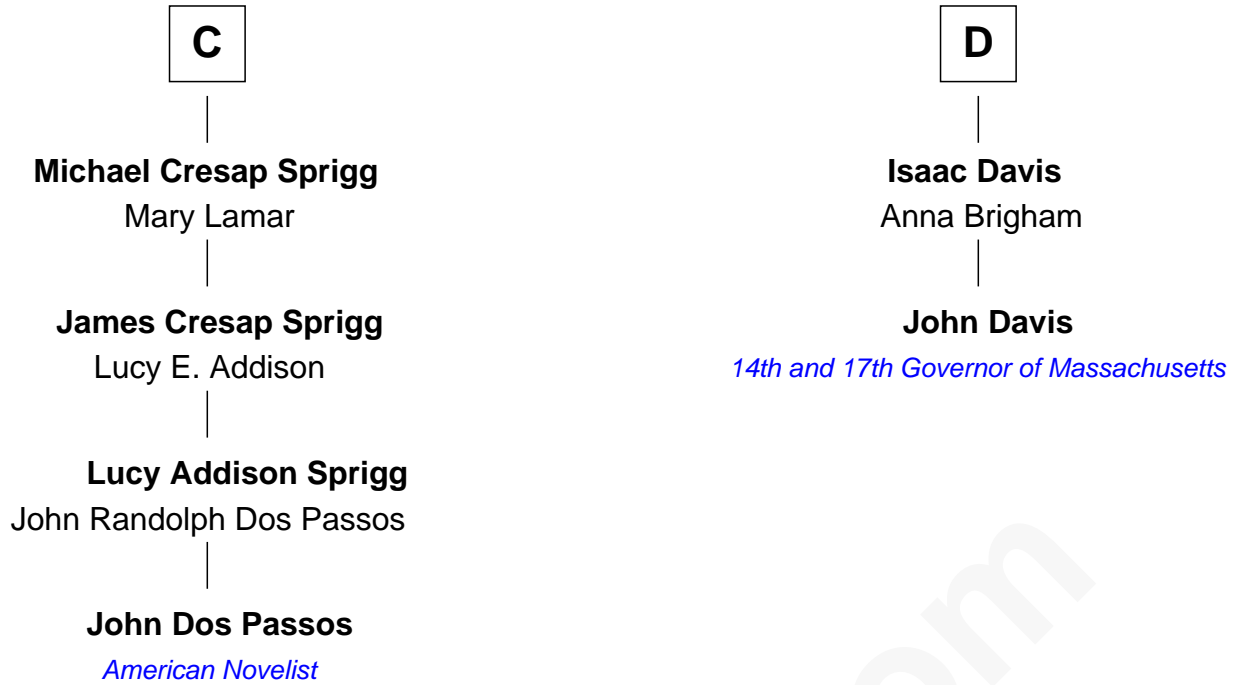 C
Michael Cresap Sprigg
Mary Lamar
James Cresap Sprigg
Lucy E. Addison
Lucy Addison Sprigg
John Randolph Dos Passos
John Dos Passos
American Novelist
D
Isaac Davis
Anna Brigham
John Davis
14th and 17th Governor of Massachusetts
om